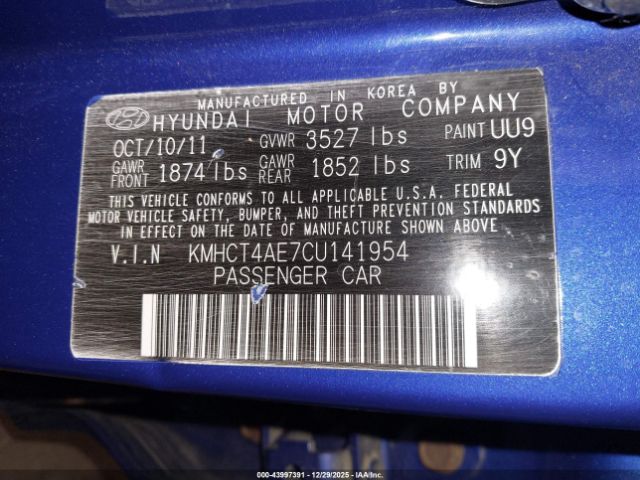 MANUFACTURED IN KOREA BY
HYUNDAI MOTOR COMPANY
OCT/10/11 GVWR 3527 lbs PAINT UU9
GAWR FRONT 1874 lbs GAWR REAR 1852 lbs TRIM 9Y
THIS VEHICLE CONFORMS TO ALL APPLICABLE U.S.A. FEDERAL
MOTOR VEHICLE SAFETY, BUMPER, AND THEFT PREVENTION STANDARDS
IN EFFECT ON THE DATE OF MANUFACTURE SHOWN ABOVE.
V.I.N KMHCT4AE7CU141954
PASSENGER CAR
000-43997391 - 12/29/2025 - IAAI, Inc.